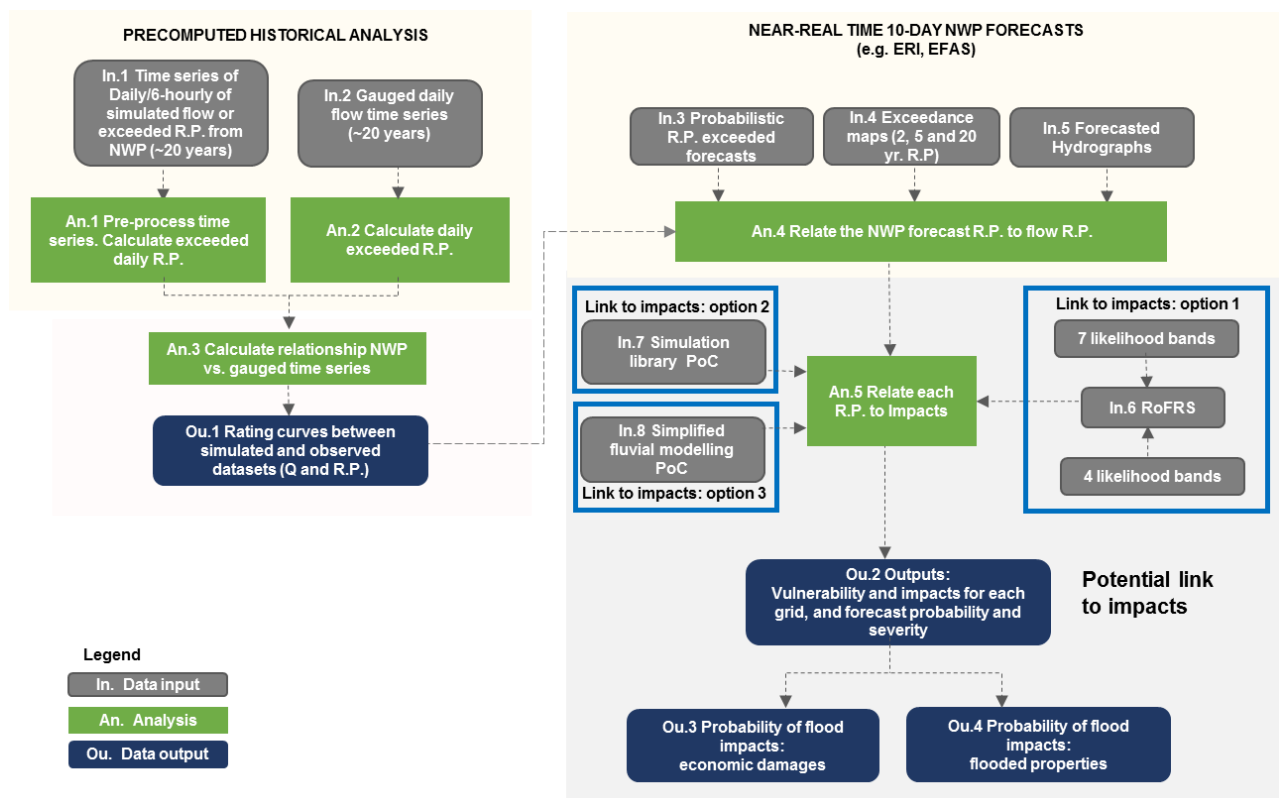 PRECOMPUTED HISTORICAL ANALYSIS
In.1 Time series of
Daily/6-hourly of
simulated flow or
exceeded R.P. from
NWP (~20 years)
In.2 Gauged daily
flow time series
(~20 years)
An.1 Pre-process time
series. Calculate exceeded
daily R.P.
An.2 Calculate daily
exceeded R.P.
An.3 Calculate relationship NWP
vs. gauged time series
Ou.1 Rating curves between
simulated and observed
datasets (Q and R.P.)
NEAR-REAL TIME 10-DAY NWP FORECASTS
(e.g. ERI, EFAS)
In.3 Probabilistic
R.P. exceeded
forecasts
In.4 Exceedance
maps (2, 5 and 20
yr. R.P)
In.5 Forecasted
Hydrographs
An.4 Relate the NWP forecast R.P. to flow R.P.
Link to impacts: option 2
In.7 Simulation
library PoC
In.8 Simplified
fluvial modelling
PoC
Link to impacts: option 3
An.5 Relate each
R.P. to Impacts
Link to impacts: option 1
7 likelihood bands
In.6 RoFRS
4 likelihood bands
Ou.2 Outputs:
Vulnerability and impacts for each
grid, and forecast probability and
severity
Potential link
to impacts
Ou.3 Probability of flood
impacts:
economic damages
Ou.4 Probability of flood
impacts:
flooded properties
Legend
In. Data input
An. Analysis
Ou. Data output